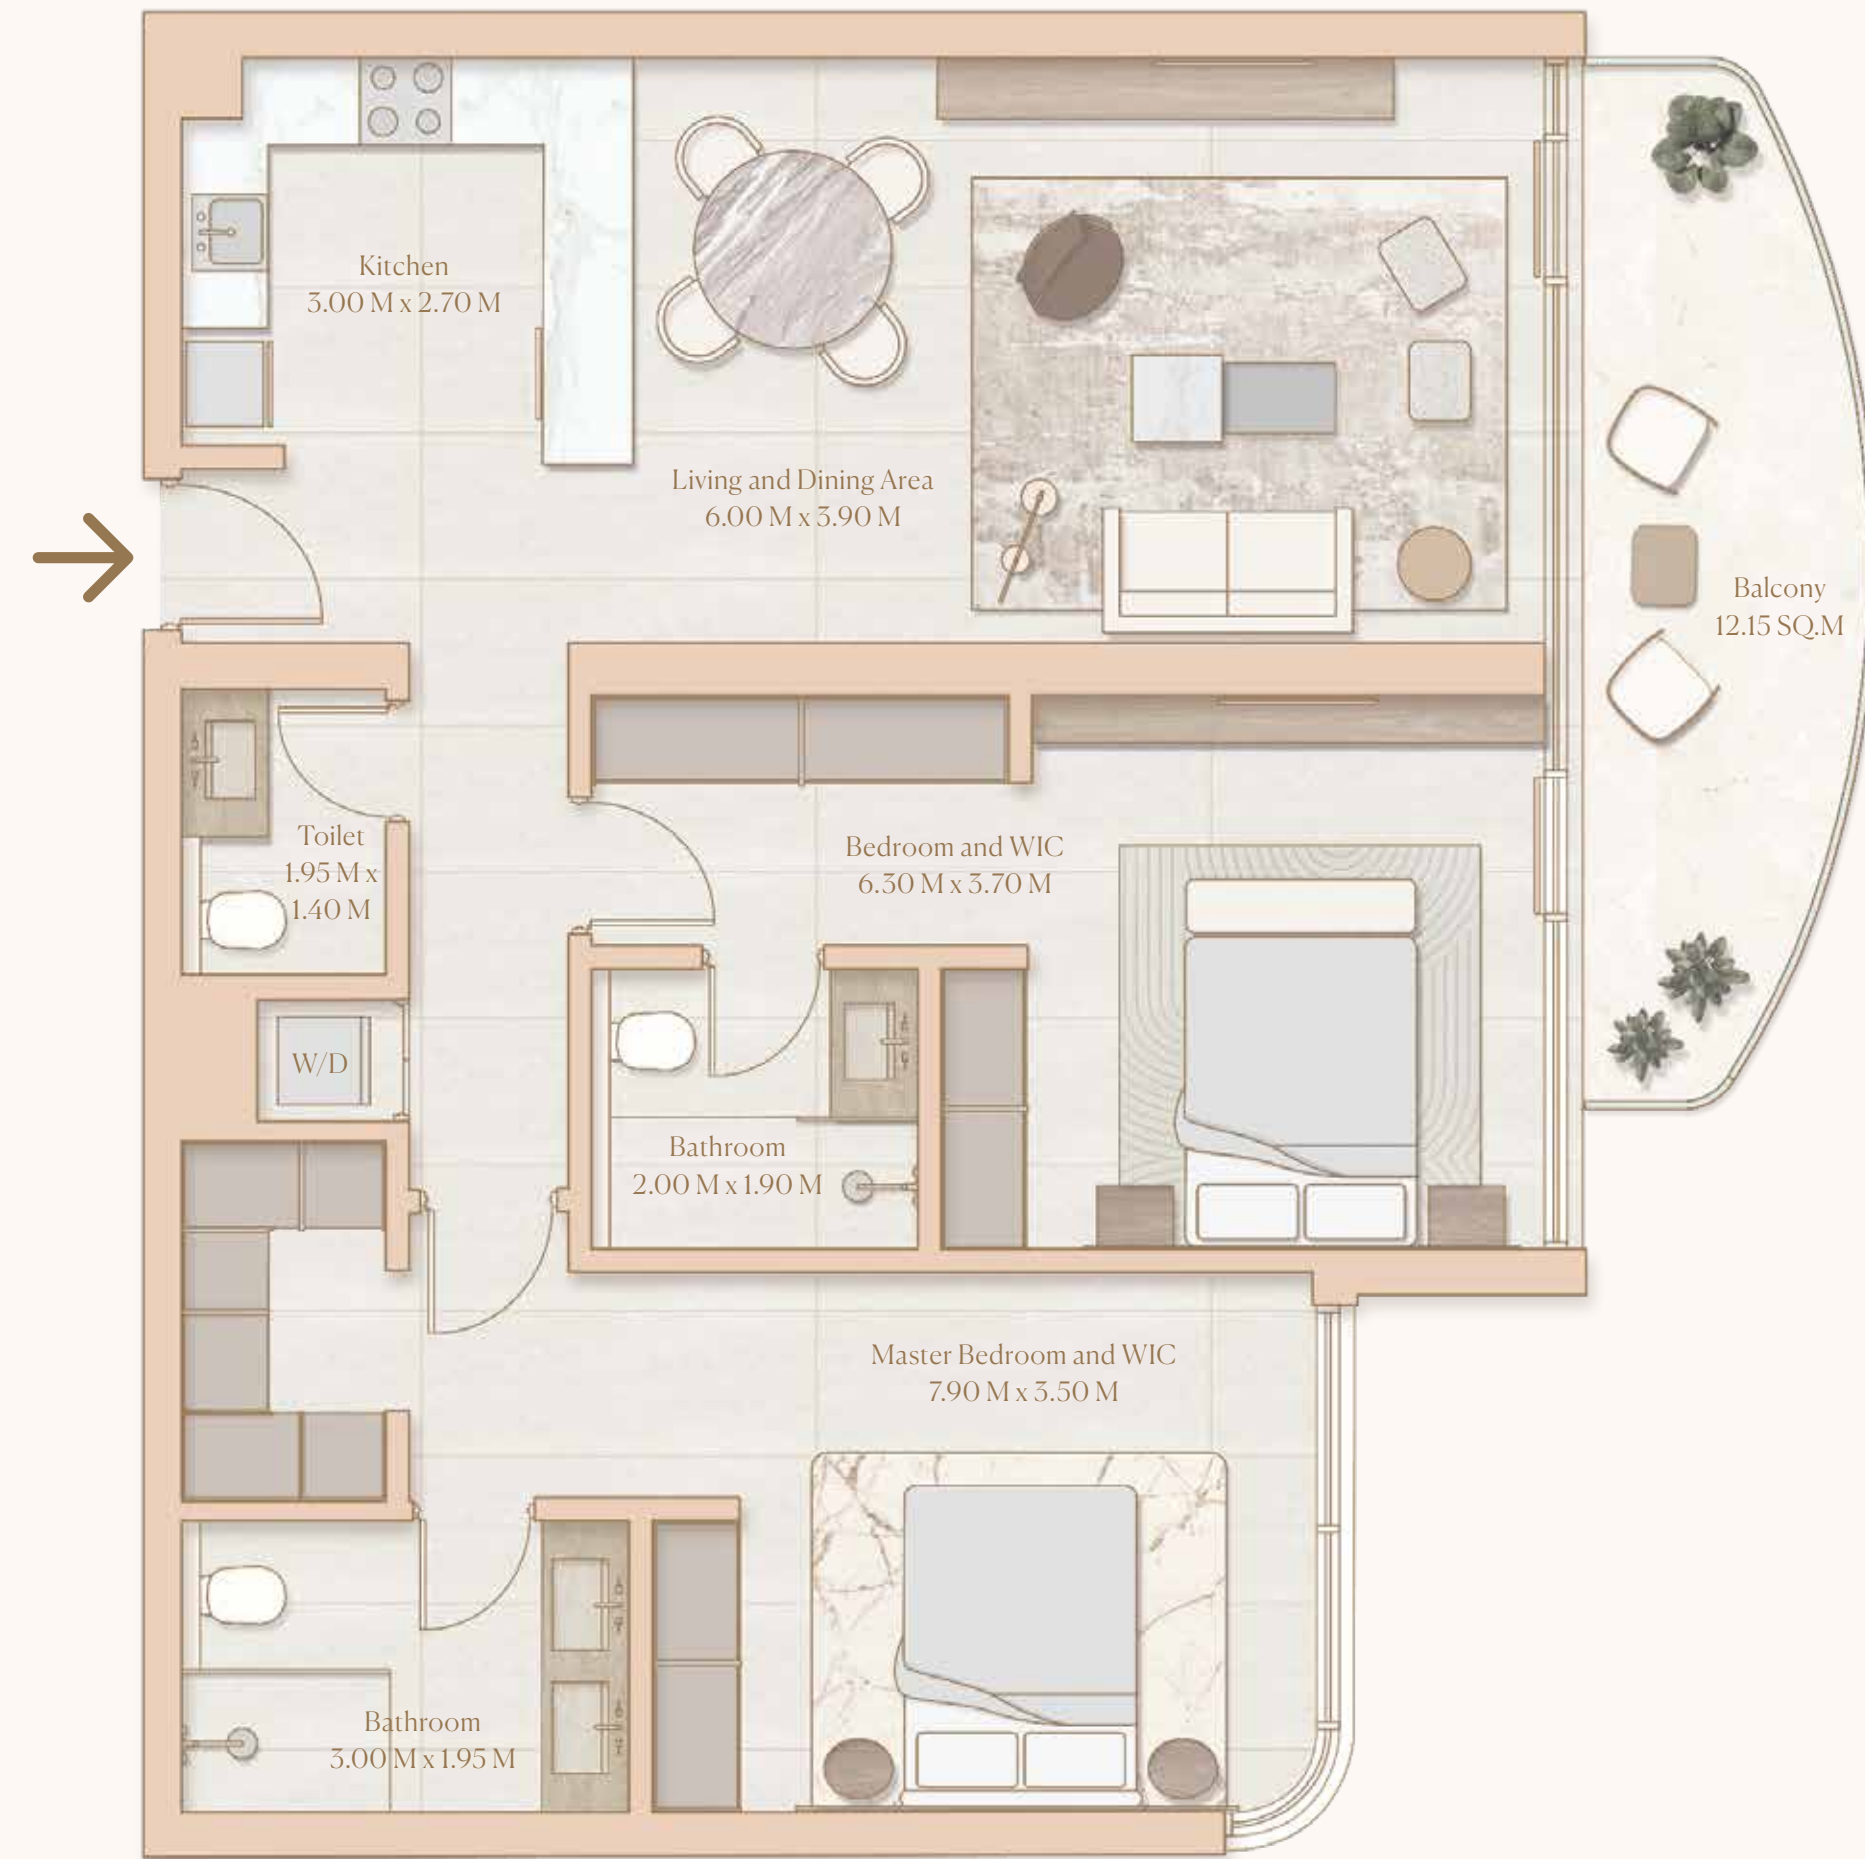 Kitchen
3.00 M x 2.70 M
Living and Dining Area
6.00 M x 3.90 M
Balcony
12.15 SQ.M
Toilet
1.95 M x
1.40 M
Bedroom and WIC
6.30 M x 3.70 M
W/D
Bathroom
2.00 M x 1.90 M
Master Bedroom and WIC
7.90 M x 3.50 M
Bathroom
3.00 M x 1.95 M